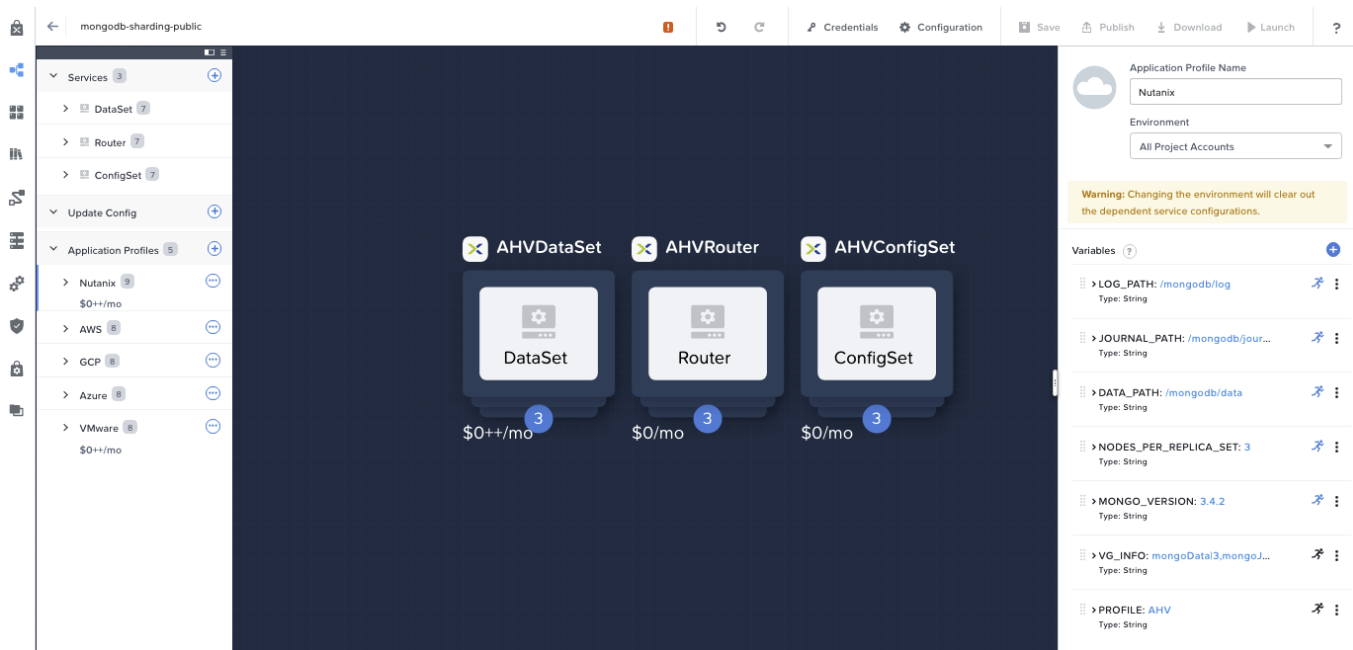 mongodb-sharding-public
Credentials
Configuration
Save
Publish
Download
Launch
?
Services 3
DataSet 7
Router 7
ConfigSet 7
Update Config
Application Profiles 5
Nutanix 9
$0++/mo
AWS 8
GCP 8
Azure 8
VMware 8
$0++/mo
AHVDataSet
AHVRouter
AHVConfigSet
DataSet
Router
ConfigSet
3
3
3
$0++/mo
$0/mo
$0/mo
Application Profile Name
Nutanix
Environment
All Project Accounts
Warning: Changing the environment will clear out
the dependent service configurations.
Variables ?
LOG_PATH: /mongodb/log
Type: String
JOURNAL_PATH: /mongodb/jour...
Type: String
DATA_PATH: /mongodb/data
Type: String
NODES_PER_REPLICA_SET: 3
Type: String
MONGO_VERSION: 3.4.2
Type: String
VG_INFO: mongoData|3,mongoJ...
Type: String
PROFILE: AHV
Type: String